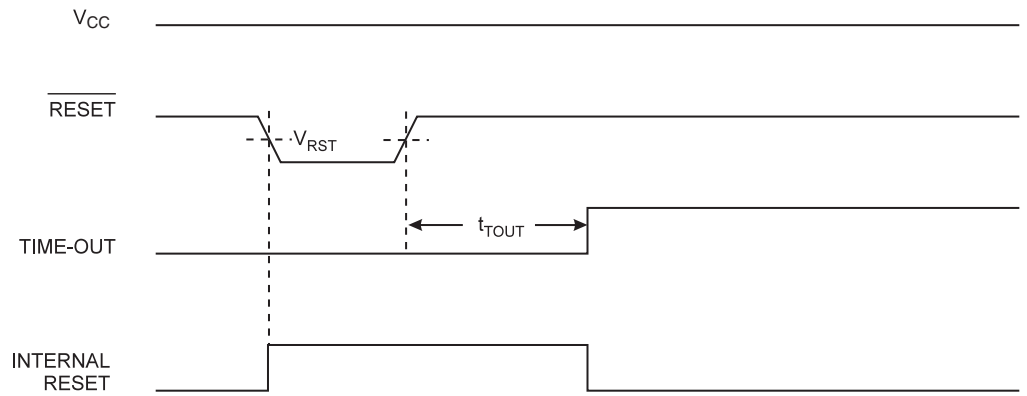 VCC
RESET
VRST
tTOUT
TIME-OUT
INTERNAL
RESET